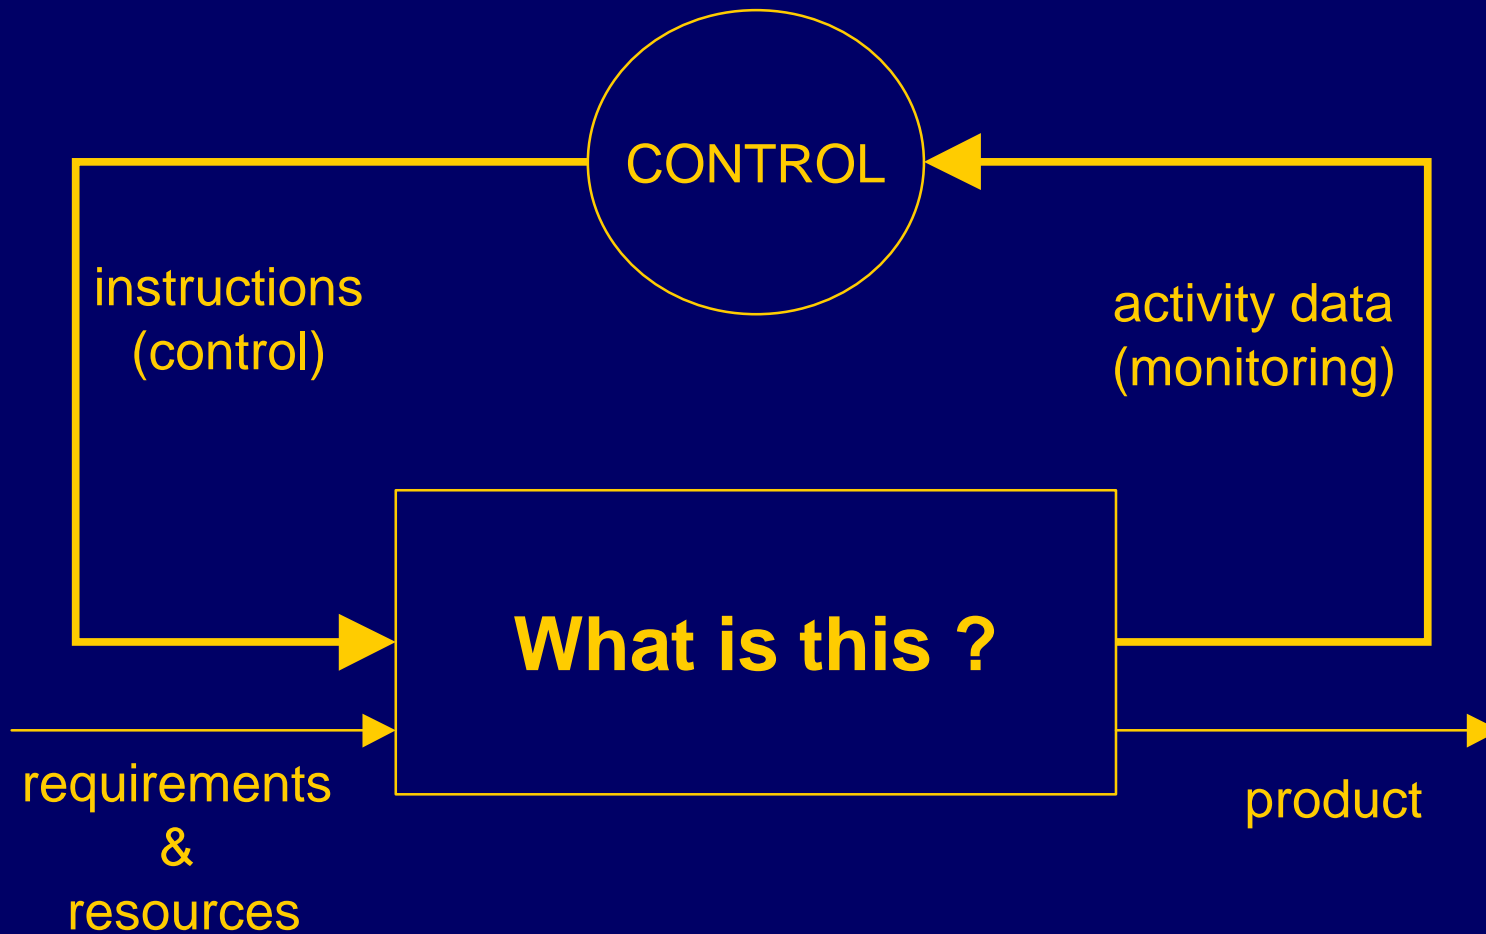 CONTROL
instructions
(control)
activity data
(monitoring)
What is this ?
requirements
&
resources
product